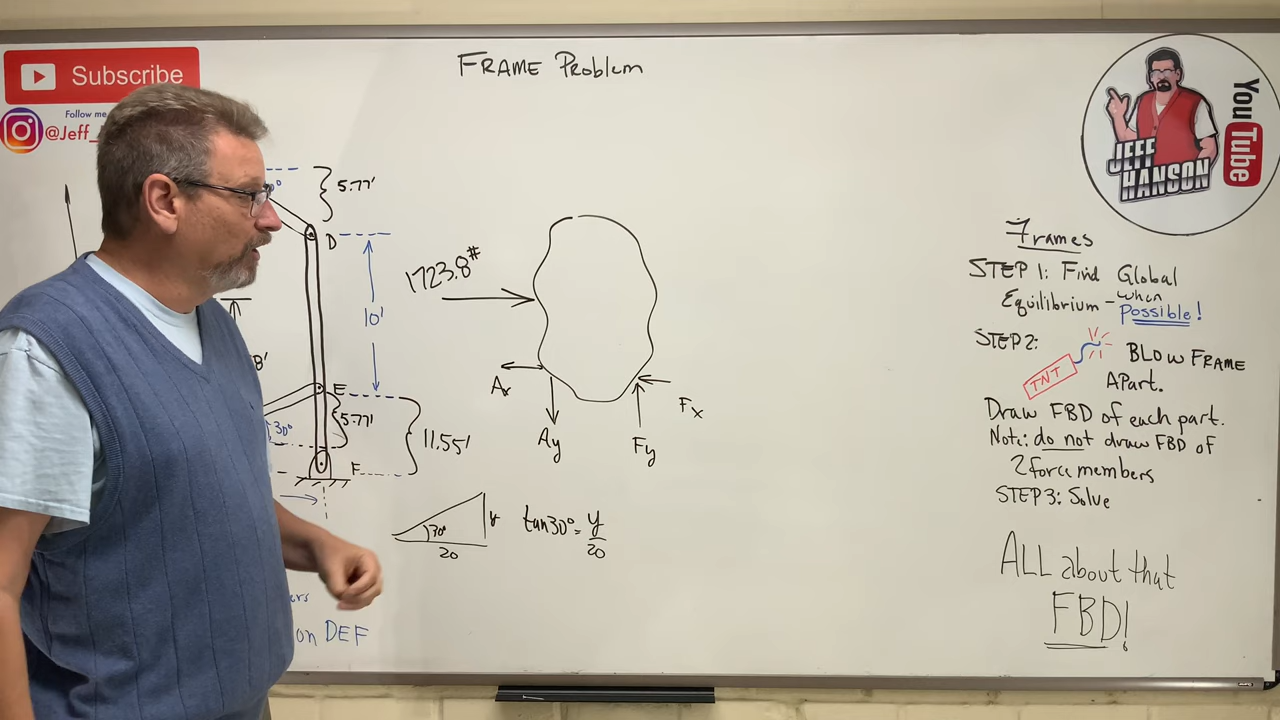 Subscribe
Follow me
@Jeff_
FRAME Problem
5.77'
D
10'
8'
E
30°
5.77'
11.55'
F
1723.8#
Ax
Ay
Fy
Fx
30°
20
y
tan30° = y
20
on DEF
JEFF
HANSON
YouTube
Frames
STEP 1: Find Global
Equilibrium - when
Possible!
STEP 2:
TNT
BLOW FRAME
APart.
Draw FBD of each part.
Note: do not draw FBD of
2 force members
STEP 3: Solve
ALL about that
FBD!